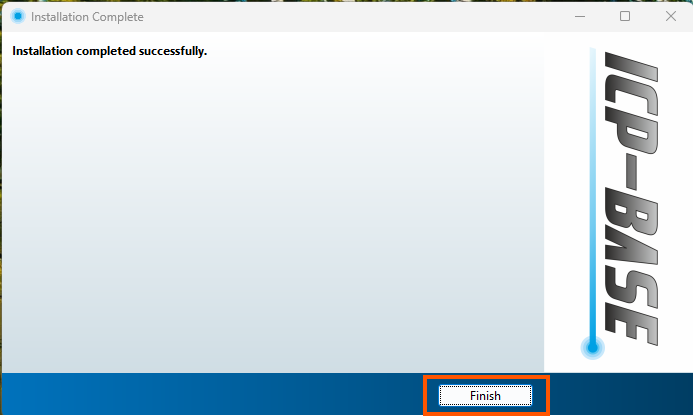 Installation Complete
Installation completed successfully.
ICP-BASE
Finish